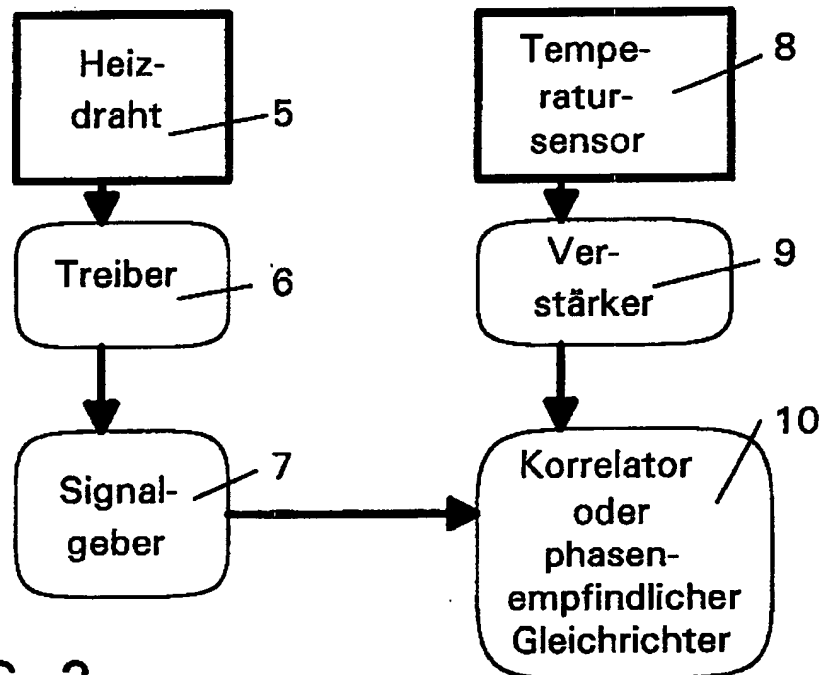 Heiz-
draht
5
Tempe-
ratur-
sensor
8
Treiber
6
Ver-
stärker
9
Signal-
geber
7
Korrelator
oder
phasen-
empfindlicher
Gleichrichter
10